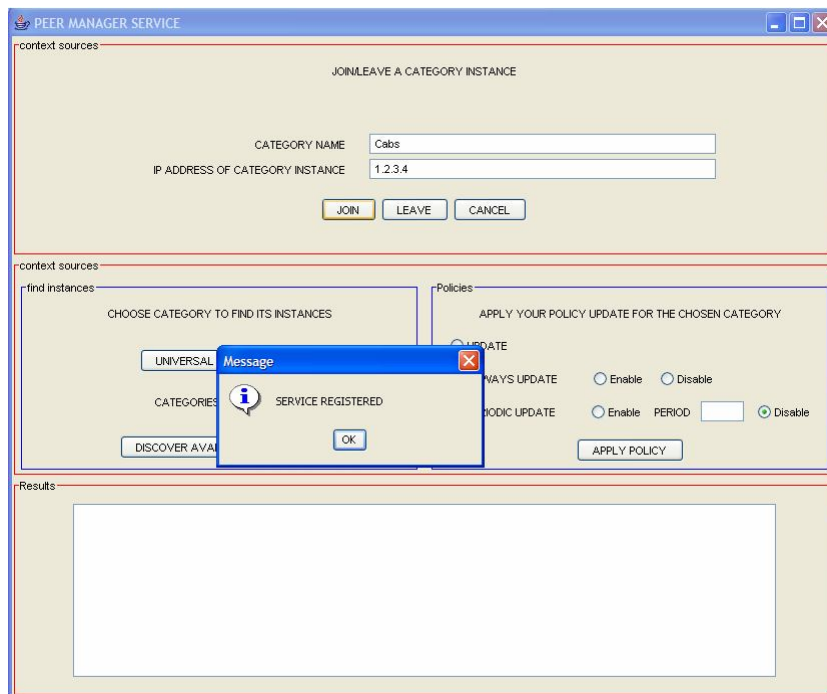 PEER MANAGER SERVICE
context sources
JOIN/LEAVE A CATEGORY INSTANCE
CATEGORY NAME Cabs
IP ADDRESS OF CATEGORY INSTANCE 1.2.3.4
JOIN LEAVE CANCEL
context sources
find instances
CHOOSE CATEGORY TO FIND ITS INSTANCES
UNIVERSAL
CATEGORIES
DISCOVER AVAI
Policies
APPLY YOUR POLICY UPDATE FOR THE CHOSEN CATEGORY
UPDATE
WAYS UPDATE Enable Disable
RIODIC UPDATE Enable PERIOD Disable
APPLY POLICY
Message
SERVICE REGISTERED
OK
Results